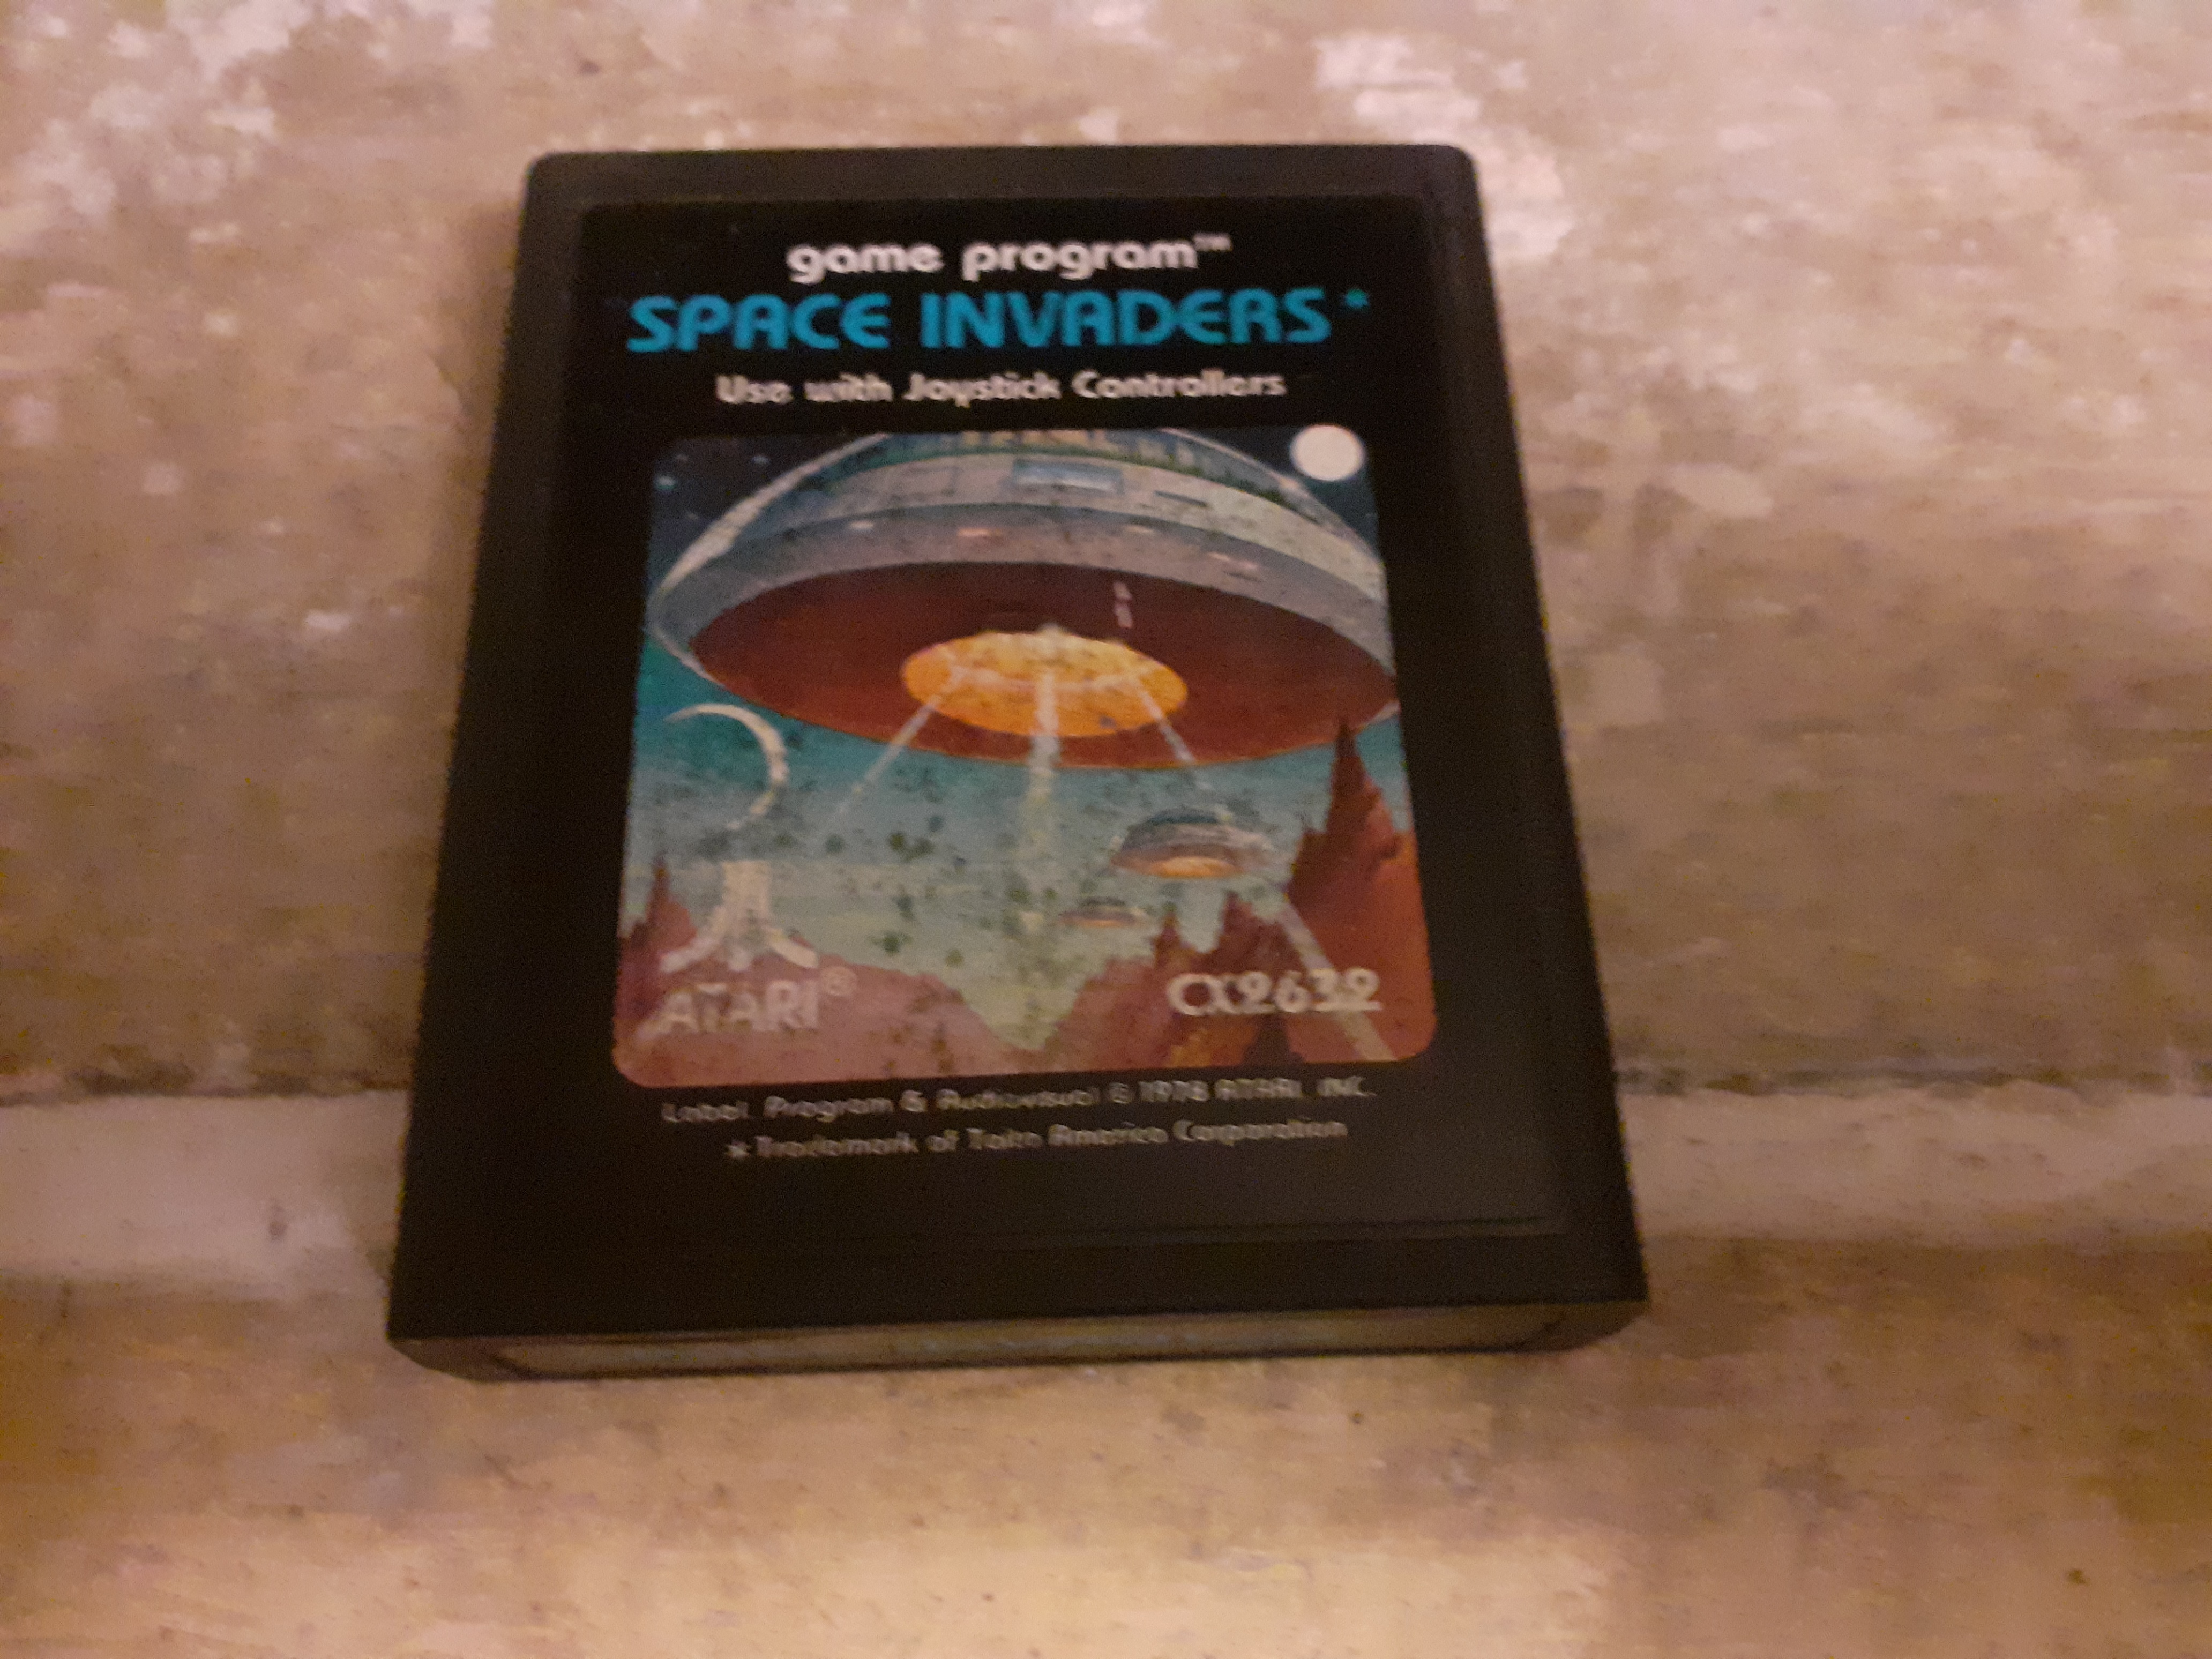 game program™
SPACE INVADERS*
Use with Joystick Controllers
ATARI®
CX2632
Label, Program & Audiovisual © 1978 ATARI, INC.
*Trademark of Taito America Corporation